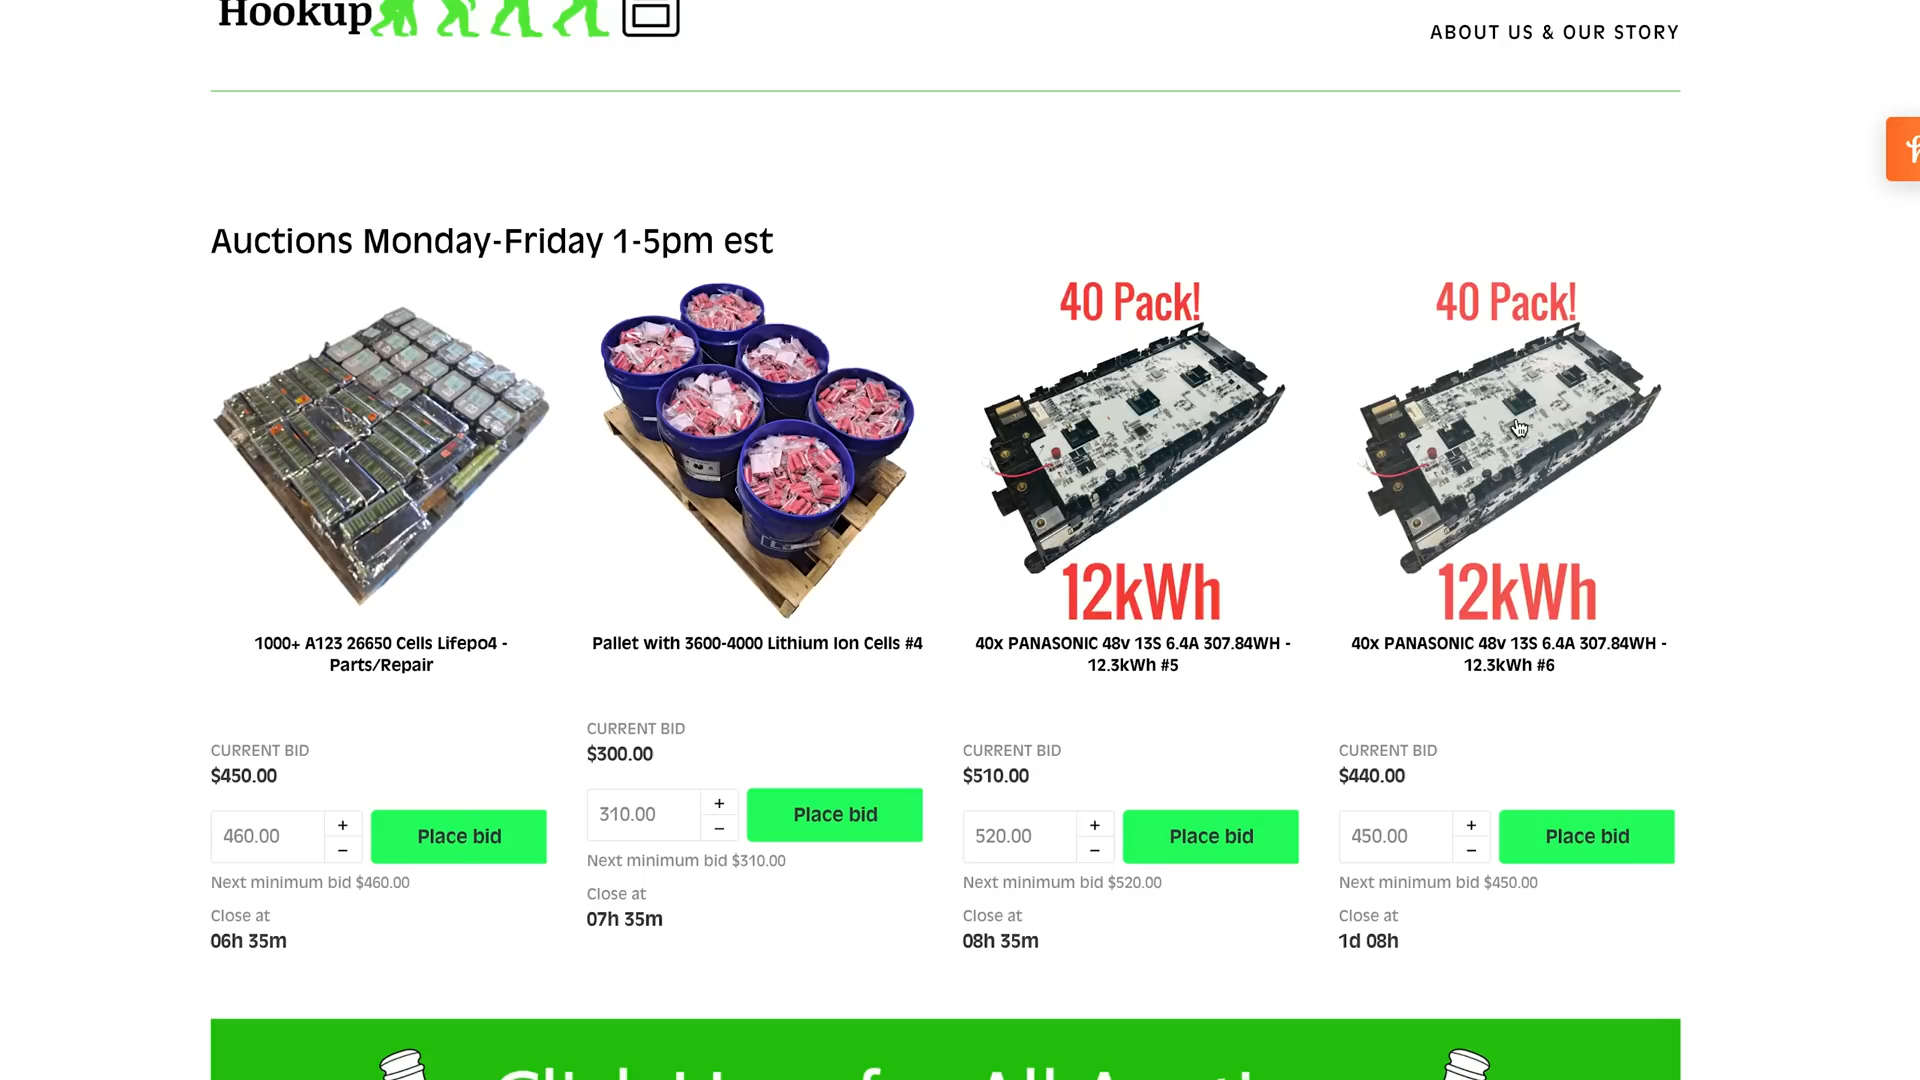 Hookup
ABOUT US & OUR STORY
Auctions Monday-Friday 1-5pm est
40 Pack!
40 Pack!
12kWh
12kWh
1000+ A123 26650 Cells Lifepo4 -
Parts/Repair
Pallet with 3600-4000 Lithium Ion Cells #4
40x PANASONIC 48v 13S 6.4A 307.84WH -
12.3kWh #5
40x PANASONIC 48v 13S 6.4A 307.84WH -
12.3kWh #6
CURRENT BID
$450.00
460.00
+
−
Place bid
Next minimum bid $460.00
Close at
06h 35m
CURRENT BID
$300.00
310.00
+
−
Place bid
Next minimum bid $310.00
Close at
07h 35m
CURRENT BID
$510.00
520.00
+
−
Place bid
Next minimum bid $520.00
Close at
08h 35m
CURRENT BID
$440.00
450.00
+
−
Place bid
Next minimum bid $450.00
Close at
1d 08h